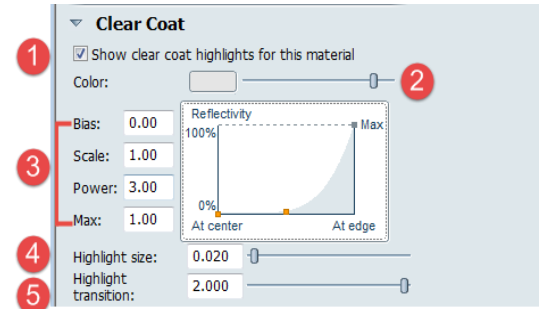 Clear Coat
1
Show clear coat highlights for this material
Color:
2
3
Bias: 0.00
Scale: 1.00
Power: 3.00
Max: 1.00
Reflectivity
100%
Max
0%
At center At edge
4
Highlight size: 0.020
5
Highlight transition: 2.000